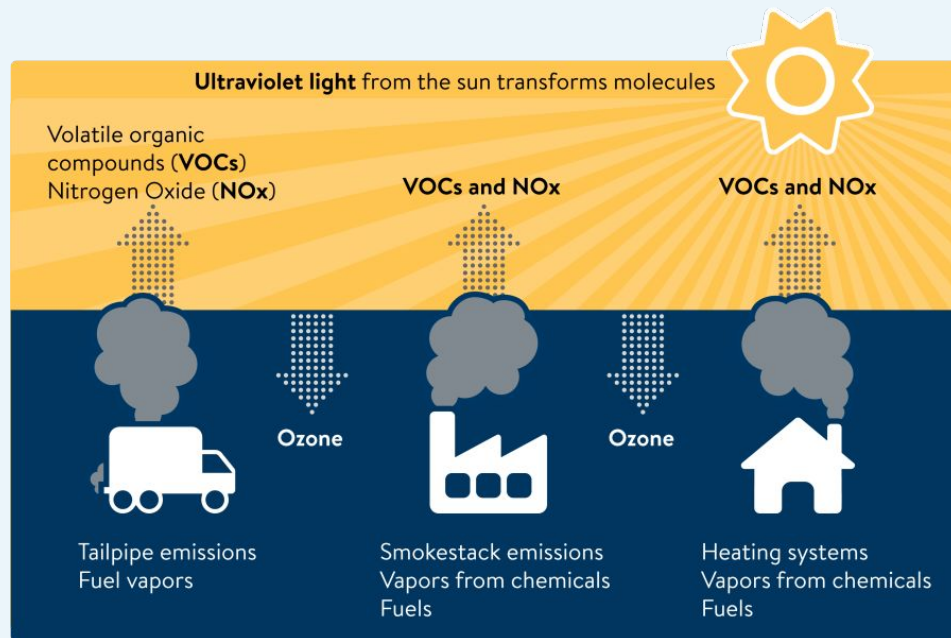 Ultraviolet light from the sun transforms molecules
Volatile organic
compounds (VOCs)
Nitrogen Oxide (NOx)
VOCs and NOx
VOCs and NOx
Ozone
Ozone
Tailpipe emissions
Fuel vapors
Smokestack emissions
Vapors from chemicals
Fuels
Heating systems
Vapors from chemicals
Fuels